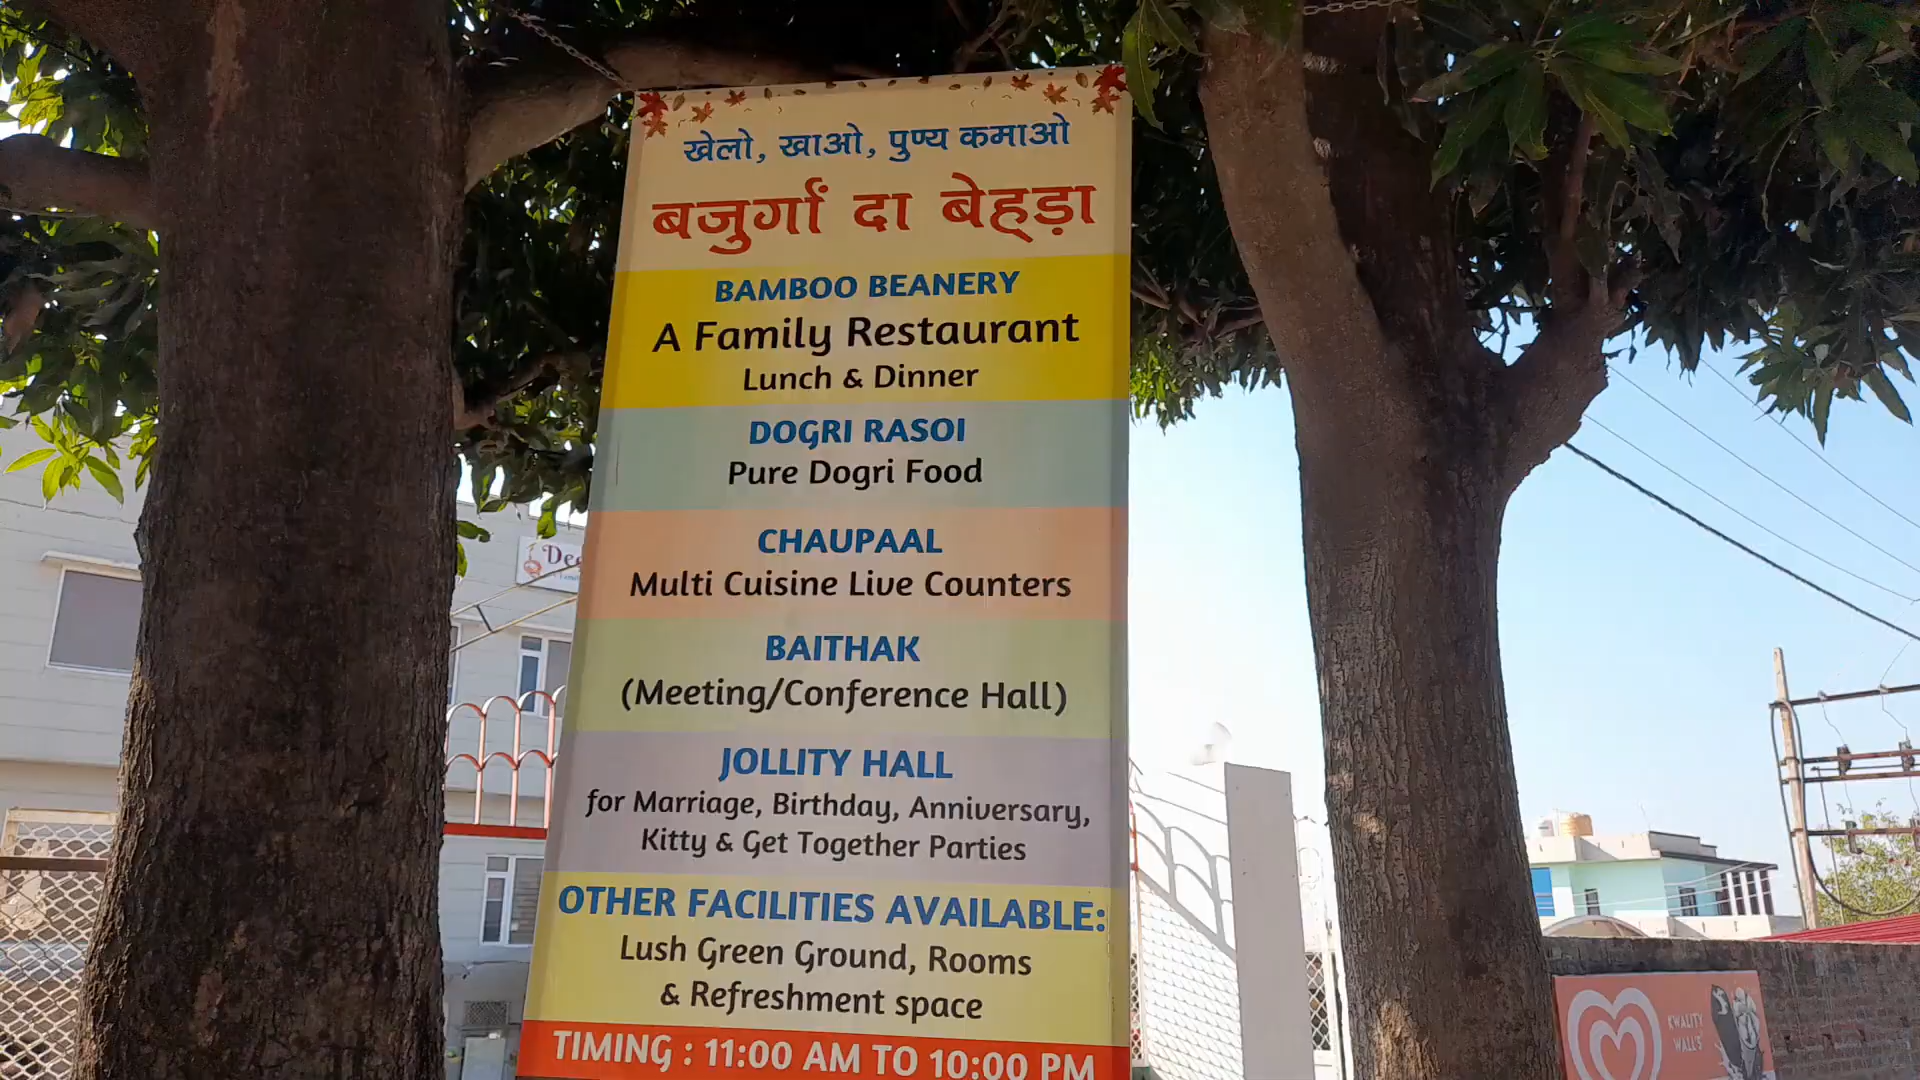 खेलो, खाओ, पुण्य कमाओ
बजुर्गां दा बेह्ड़ा
BAMBOO BEANERY
A Family Restaurant
Lunch & Dinner
DOGRI RASOI
Pure Dogri Food
CHAUPAAL
Multi Cuisine Live Counters
BAITHAK
(Meeting/Conference Hall)
JOLLITY HALL
for Marriage, Birthday, Anniversary,
Kitty & Get Together Parties
OTHER FACILITIES AVAILABLE:
Lush Green Ground, Rooms
& Refreshment space
TIMING : 11:00 AM TO 10:00 PM
KWALITY
WALL'S